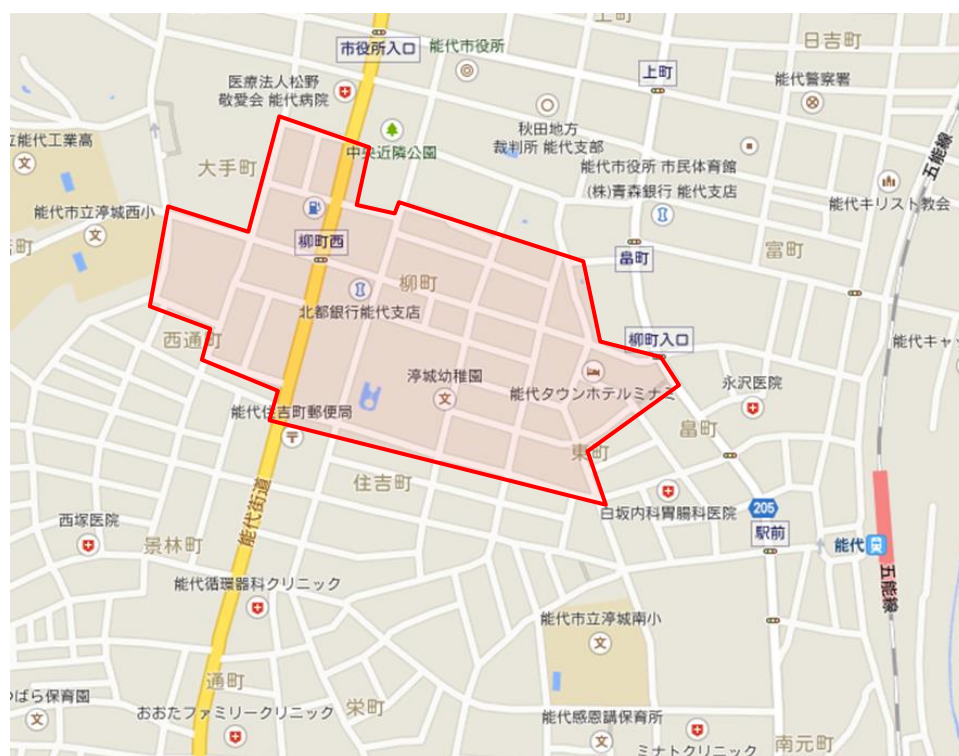 上町
日吉町
市役所入口
能代市役所
上町
医療法人松野
敬愛会 能代病院
能代警察署
秋田地方
裁判所 能代支部
中央近隣公園
立能代工業高
大手町
能代市役所 市民体育館
(株)青森銀行 能代支店
五能線
能代キリスト教会
能代市立渟城西小
柳町西
畠町
富町
柳町
北都銀行能代支店
西通町
柳町入口
能代キャッ
渟城幼稚園
能代タウンホテルミナミ
永沢医院
能代住吉町郵便局
畠町
東町
住吉町
能代街道
白坂内科胃腸科医院
205
西塚医院
駅前
景林町
能代
五能線
能代循環器科クリニック
能代市立渟城南小
通町
つばら保育園
栄町
おおたファミリークリニック
能代感恩講保育所
南元町
ミナトクリニック